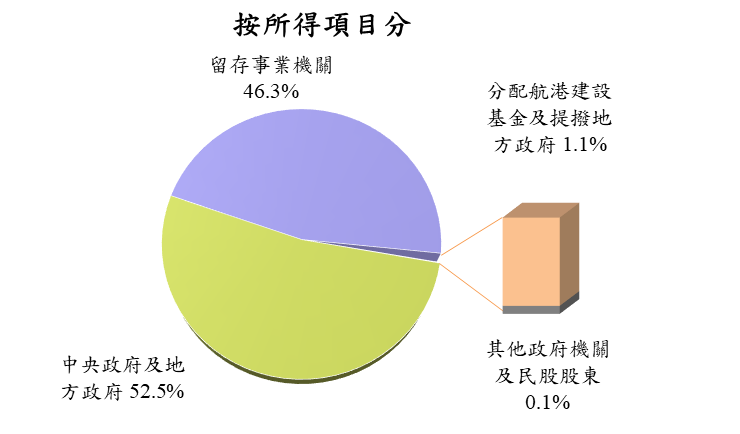 按所得項目分
留存事業機關
46.3%
分配航港建設
基金及提撥地
方政府 1.1%
中央政府及地
方政府 52.5%
其他政府機關
及民股股東
0.1%